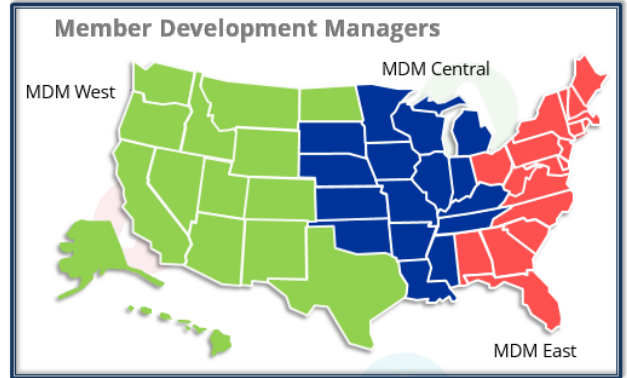 Member Development Managers
MDM Central
MDM West
MDM East